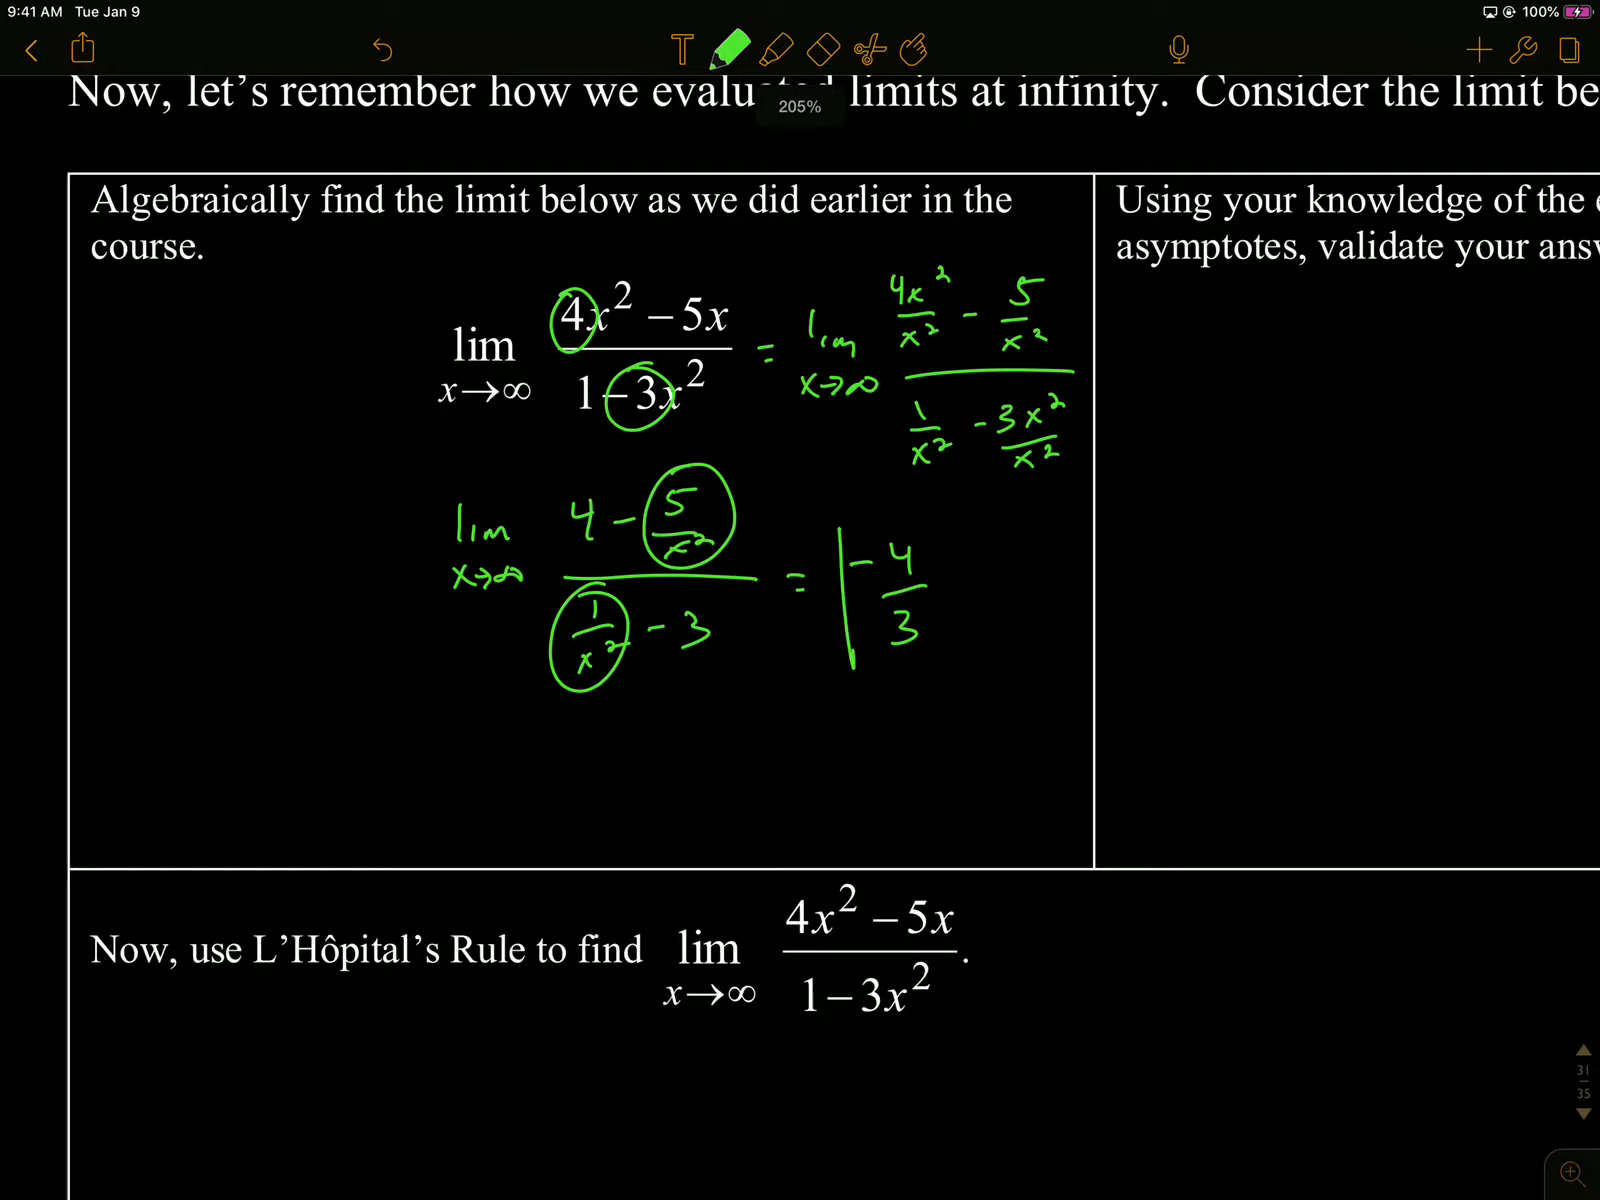 9:41 AM Tue Jan 9
100%
T
Now, let's remember how we evaluated limits at infinity. Consider the limit be
205%
Algebraically find the limit below as we did earlier in the
course.
lim x→∞ (4x² − 5x)/(1 − 3x²) = lim x→∞ (4x²/x² - 5/x²)/(1/x² - 3x²/x²)
lim x→∞ (4 - 5/x²)/(1/x² - 3) = |- 4/3
Using your knowledge of the
asymptotes, validate your answ
Now, use L'Hôpital's Rule to find lim x→∞ (4x² − 5x)/(1 − 3x²).
31
35